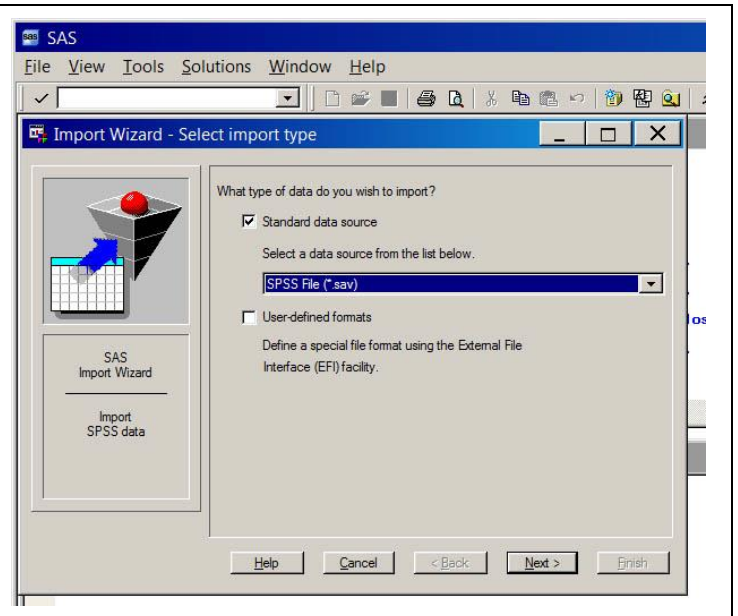 SAS
File View Tools Solutions Window Help
Import Wizard - Select import type
What type of data do you wish to import?
Standard data source
Select a data source from the list below.
SPSS File (*.sav)
User-defined formats
Define a special file format using the External File
Interface (EFI) facility.
SAS
Import Wizard
Import
SPSS data
Help Cancel < Back Next > Finish